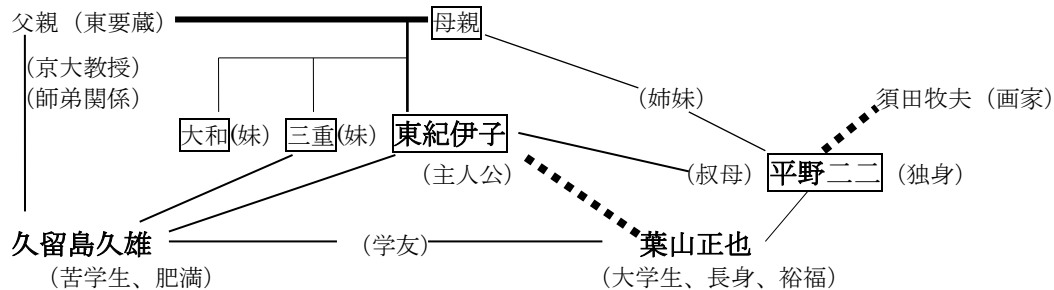 父親（東要蔵） 母親
(京大教授)
(師弟関係) (姉妹) 須田牧夫（画家）
大和(妹) 三重(妹) 東紀伊子
(主人公) (叔母) 平野二二（独身）
久留島久雄 （学友） 葉山正也
（苦学生、肥満） （大学生、長身、裕福）